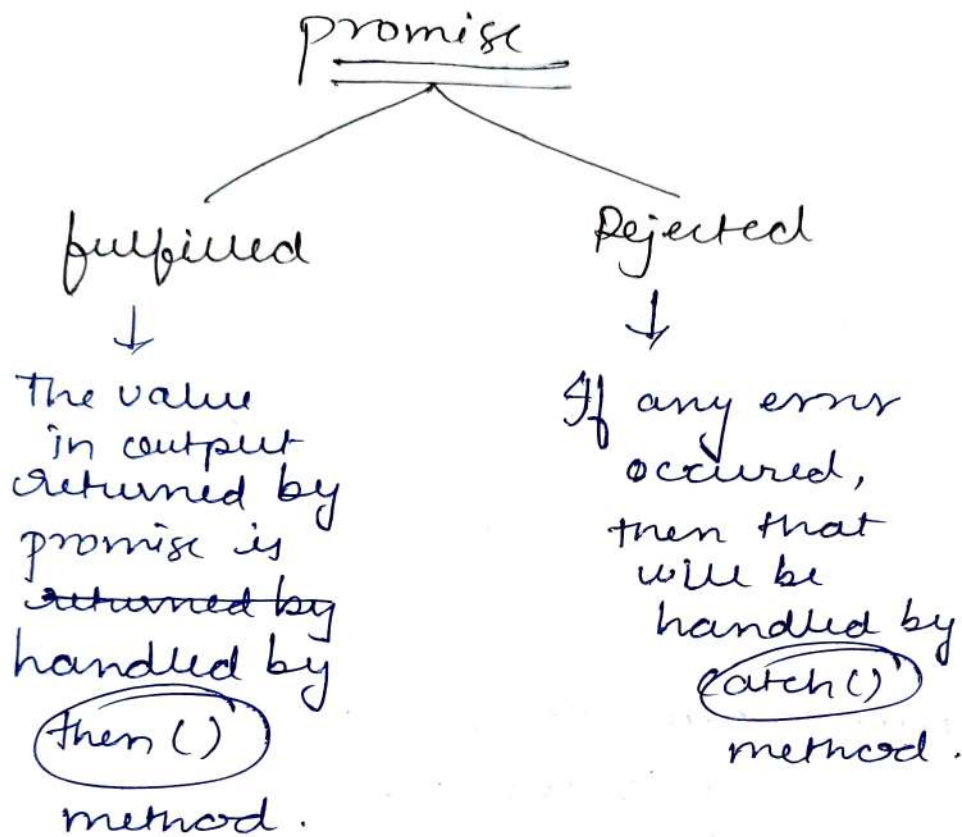 promise
fulfilled
Rejected
↓
The value
in output
returned by
promise is
returned by
handled by
then ()
method.
↓
If any error
occured,
then that
will be
handled by
catch()
method.